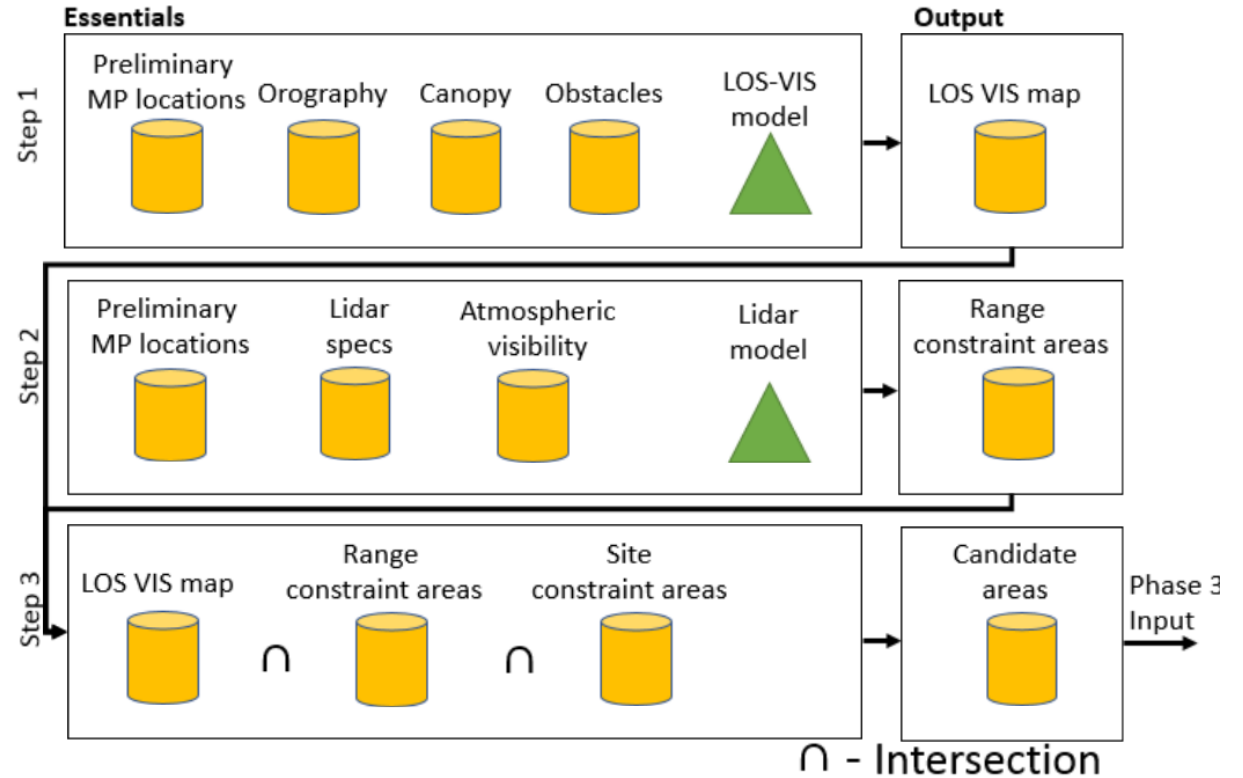 Essentials
Output
Step 1
Preliminary
MP locations
Orography
Canopy
Obstacles
LOS-VIS
model
LOS VIS map
Step 2
Preliminary
MP locations
Lidar
specs
Atmospheric
visibility
Lidar
model
Range
constraint areas
Step 3
LOS VIS map
∩
Range
constraint areas
∩
Site
constraint areas
Candidate
areas
Phase 3
Input
∩ - Intersection